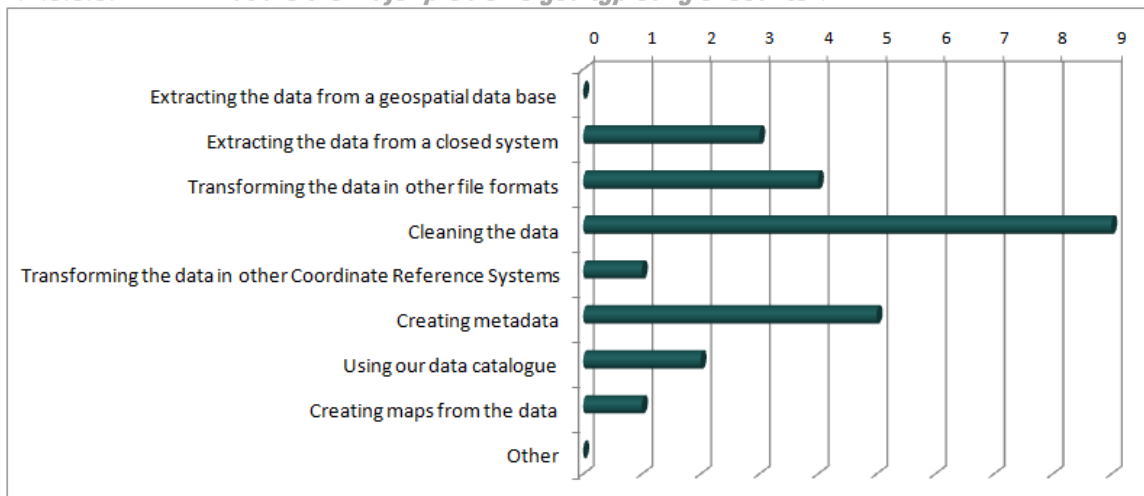 0 1 2 3 4 5 6 7 8 9
Extracting the data from a geospatial data base
Extracting the data from a closed system
Transforming the data in other file formats
Cleaning the data
Transforming the data in other Coordinate Reference Systems
Creating metadata
Using our data catalogue
Creating maps from the data
Other